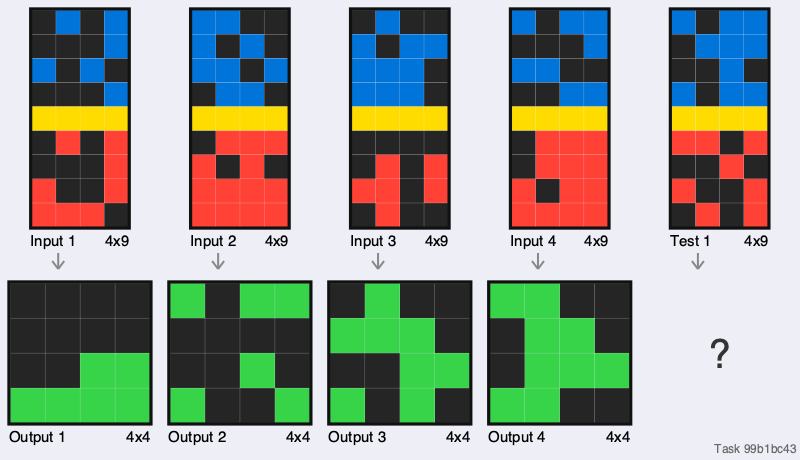 Input 1 4x9 Input 2 4x9 Input 3 4x9 Input 4 4x9 Test 1 4x9
?
Output 1 4x4 Output 2 4x4 Output 3 4x4 Output 4 4x4
Task 99b1bc43